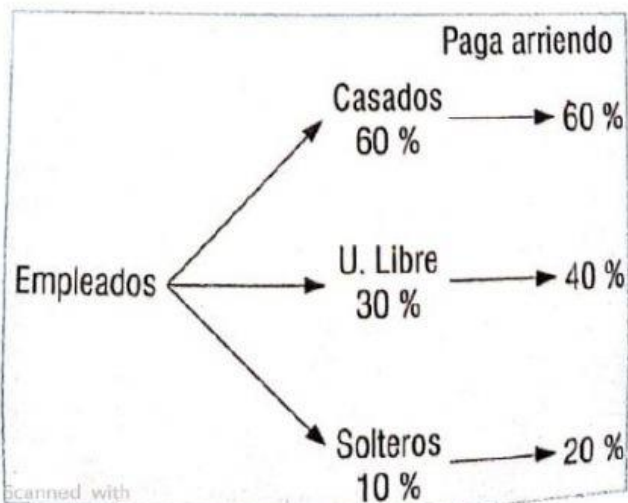 Paga arriendo
Casados
60 %
60 %
Empleados
U. Libre
30 %
40 %
Solteros
10 %
20 %
Scanned with